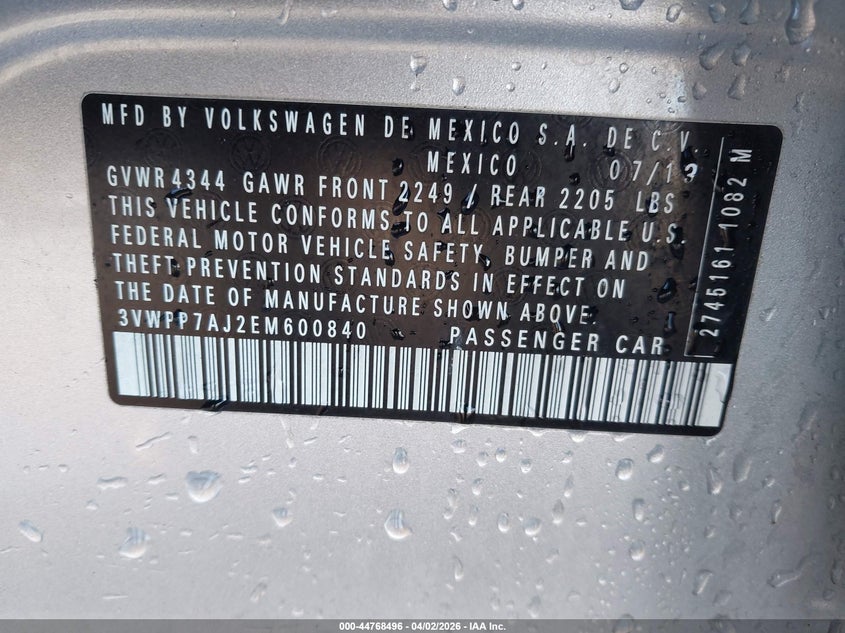 MFD BY VOLKSWAGEN DE MEXICO S.A. DE C.V
MEXICO 07/13
GVWR 4344 GAWR FRONT 2249 / REAR 2205 LBS
THIS VEHICLE CONFORMS TO ALL APPLICABLE U.S.
FEDERAL MOTOR VEHICLE SAFETY, BUMPER AND
THEFT PREVENTION STANDARDS IN EFFECT ON
THE DATE OF MANUFACTURE SHOWN ABOVE.
3VWPP7AJ2EM600840 PASSENGER CAR
2745161 1082 M
000-44768496 - 04/02/2026 - IAA Inc.